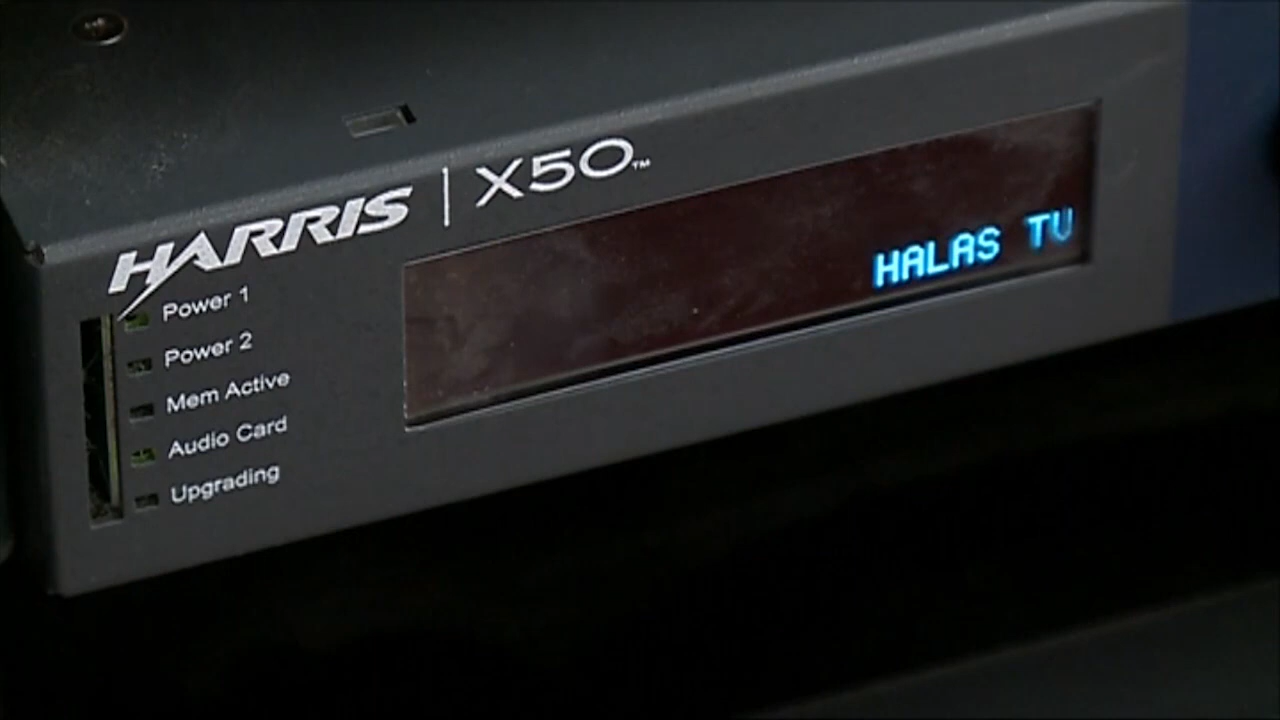 HARRIS | X50™
HALAS TV
Power 1
Power 2
Mem Active
Audio Card
Upgrading